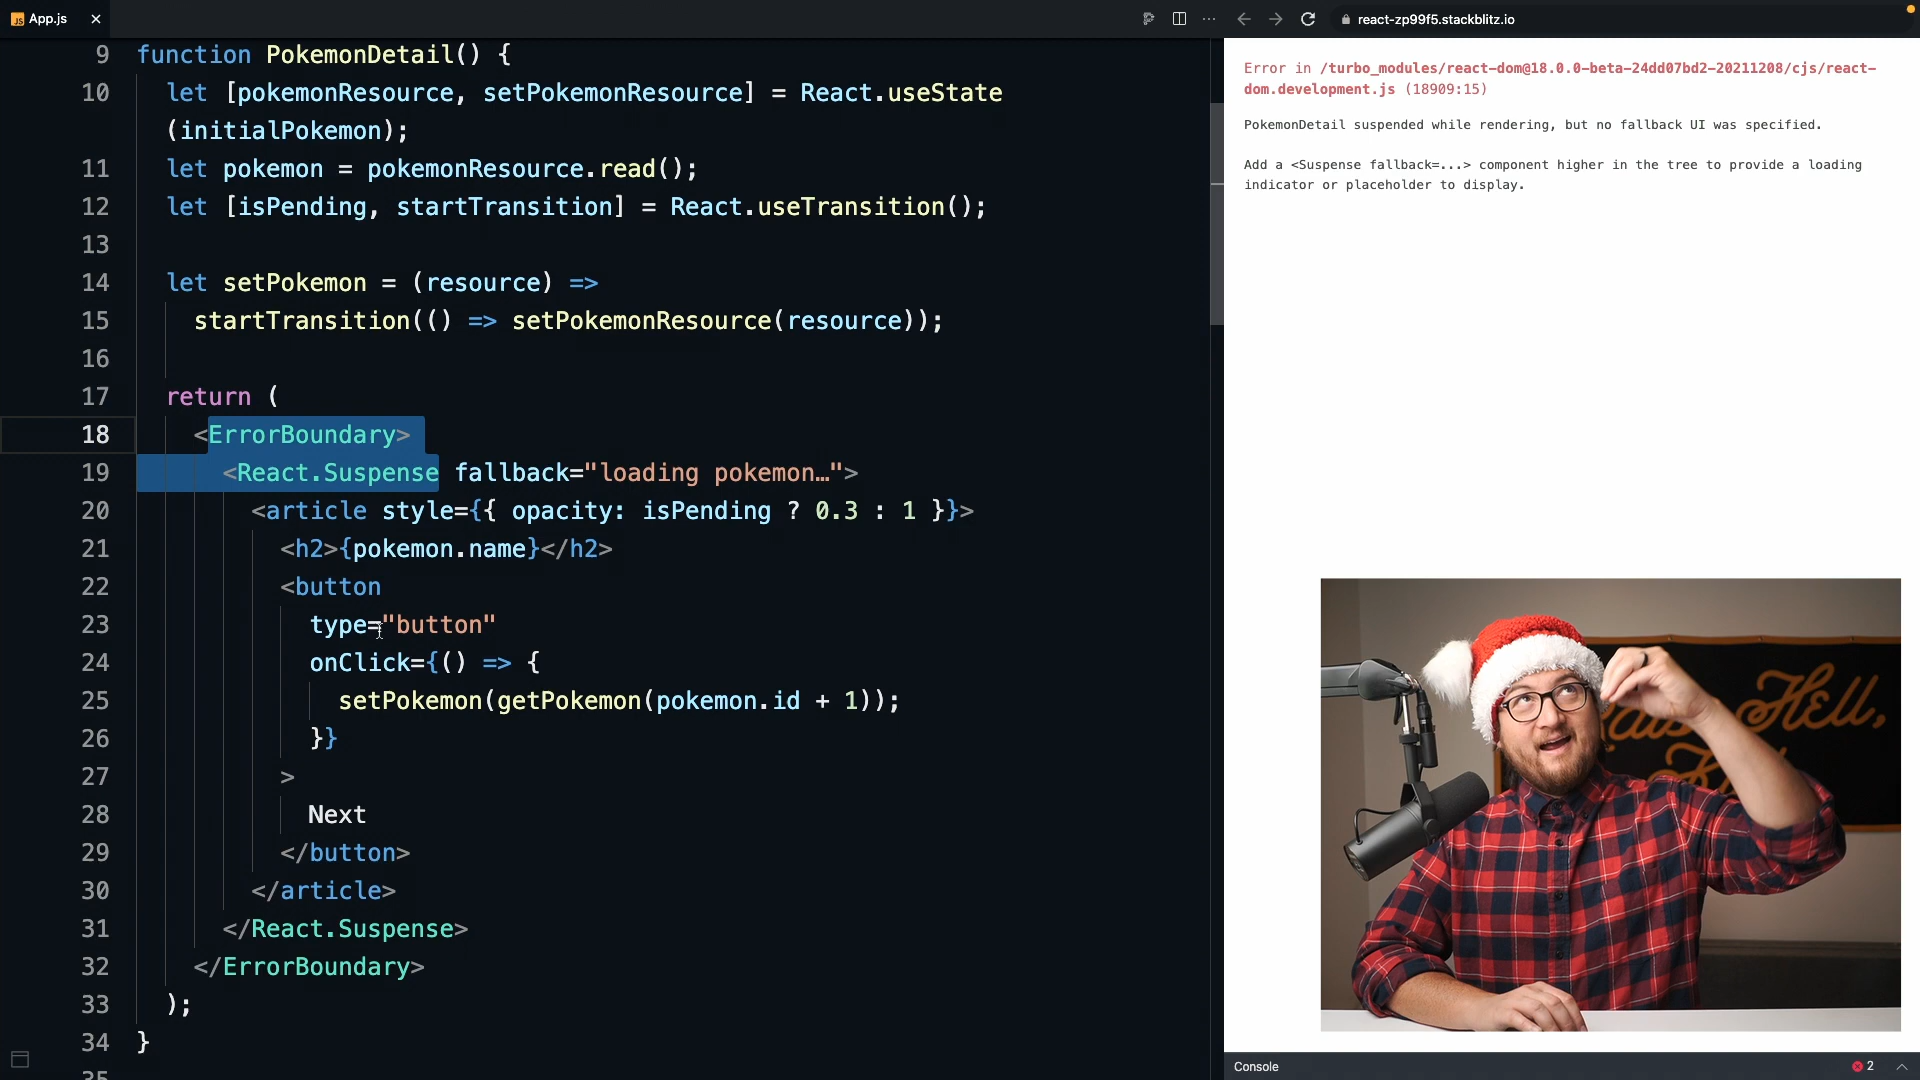 JS App.js
react-zp99f5.stackblitz.io
9 function PokemonDetail() {
10 let [pokemonResource, setPokemonResource] = React.useState
(initialPokemon);
11 let pokemon = pokemonResource.read();
12 let [isPending, startTransition] = React.useTransition();
13
14 let setPokemon = (resource) =>
15 startTransition(() => setPokemonResource(resource));
16
17 return (
18 <ErrorBoundary>
19 <React.Suspense fallback="loading pokemon…">
20 <article style={{ opacity: isPending ? 0.3 : 1 }}>
21 <h2>{pokemon.name}</h2>
22 <button
23 type="button"
24 onClick={() => {
25 setPokemon(getPokemon(pokemon.id + 1));
26 }}
27 >
28 Next
29 </button>
30 </article>
31 </React.Suspense>
32 </ErrorBoundary>
33 );
34 }
35
Error in /turbo_modules/react-dom@18.0.0-beta-24dd07bd2-20211208/cjs/react-
dom.development.js (18909:15)
PokemonDetail suspended while rendering, but no fallback UI was specified.
Add a <Suspense fallback=...> component higher in the tree to provide a loading
indicator or placeholder to display.
Hell,
Console
2